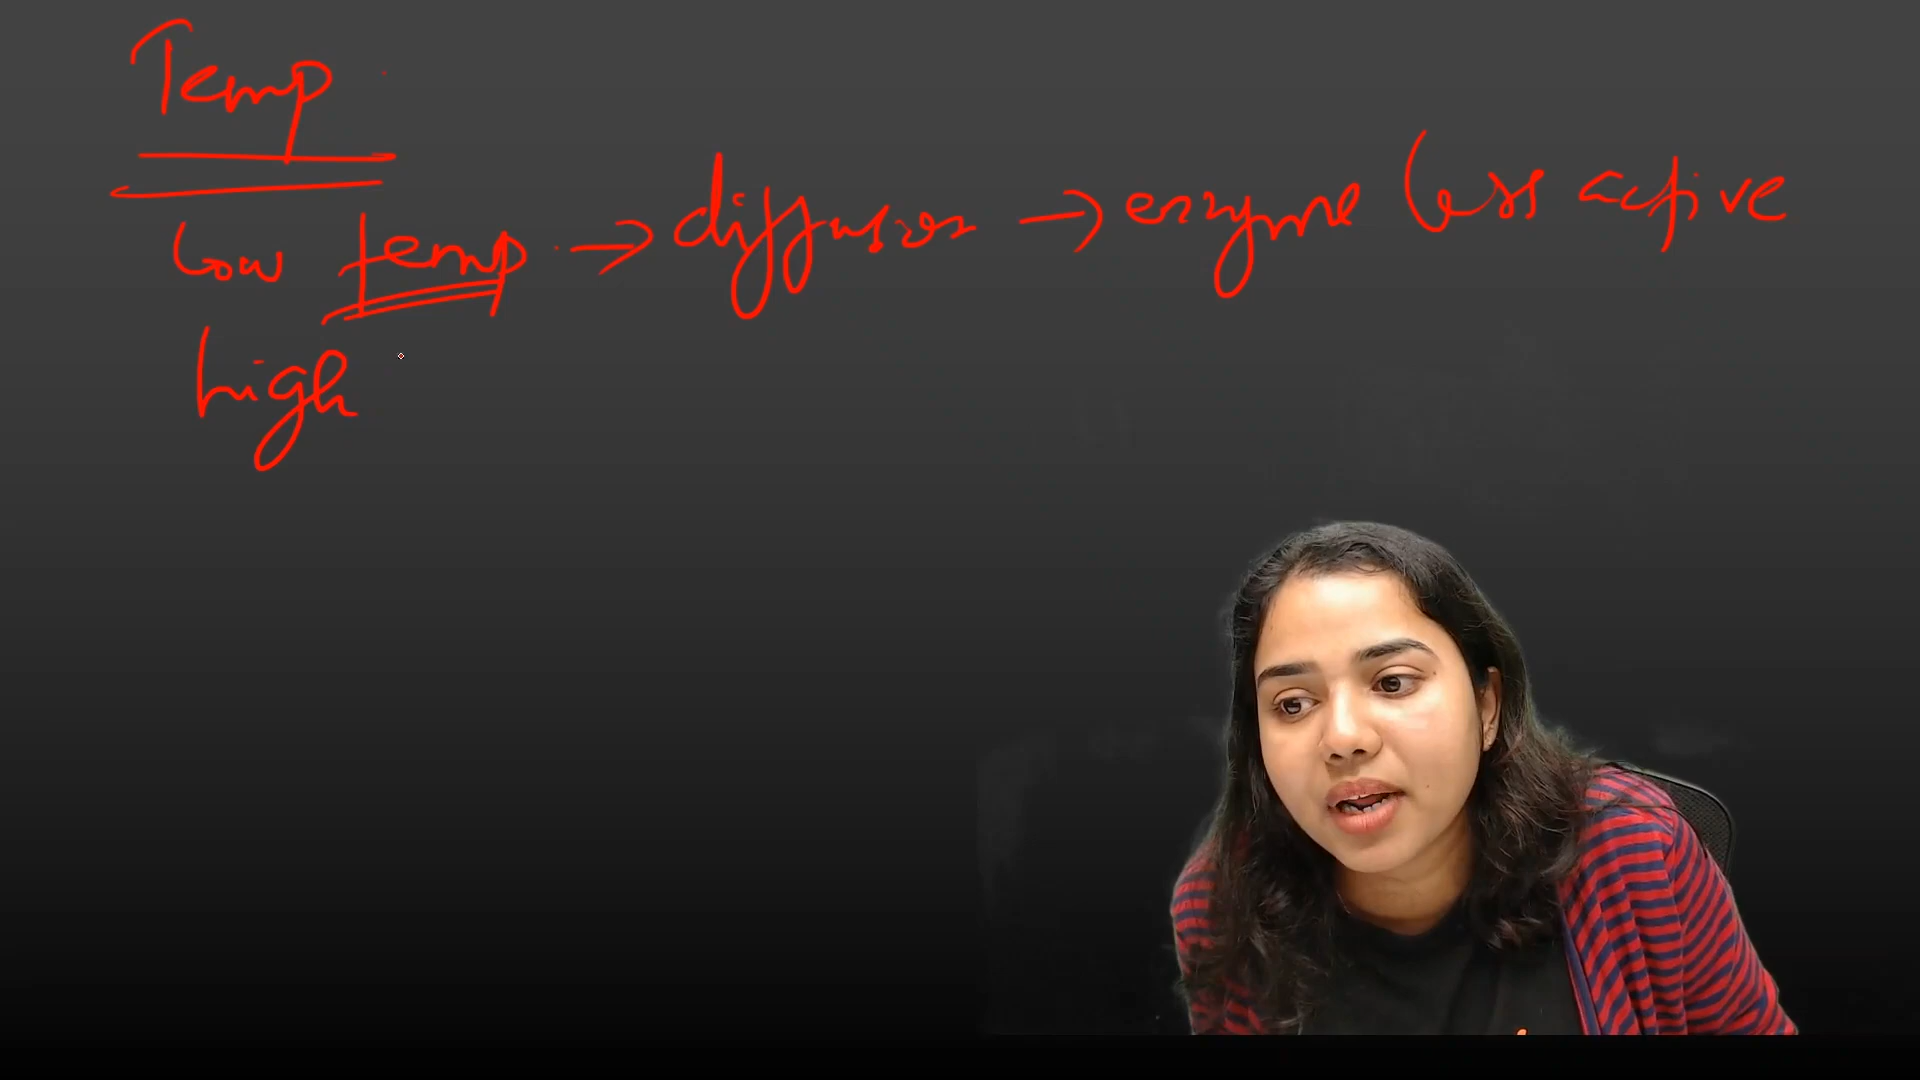 Temp
low temp → diffusion → enzyme less active
high